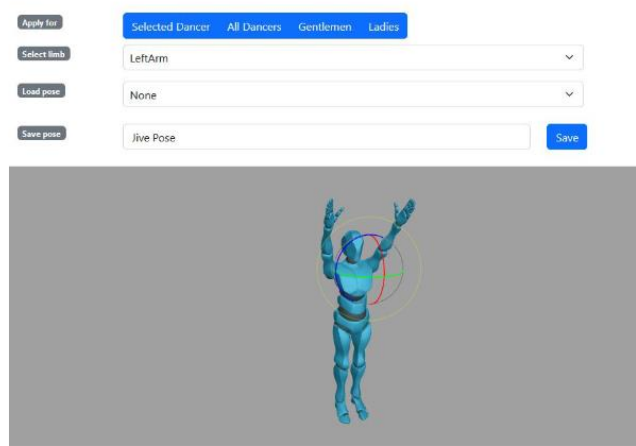 Apply for
Selected Dancer All Dancers Gentlemen Ladies
Select limb
LeftArm
Load pose
None
Save pose
Jive Pose
Save